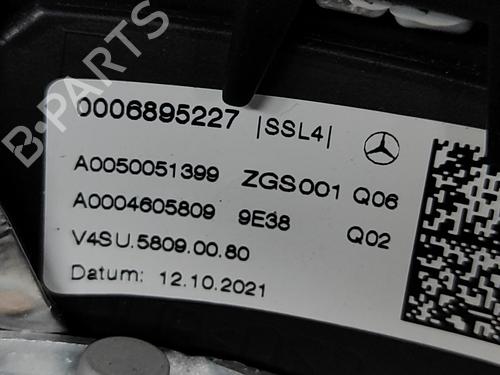 B-PARTS
0006895227 |SSL4|
A0050051399 ZGS001 Q06
A0004605809 9E38 Q02
V4SU.5809.00.80
Datum: 12.10.2021